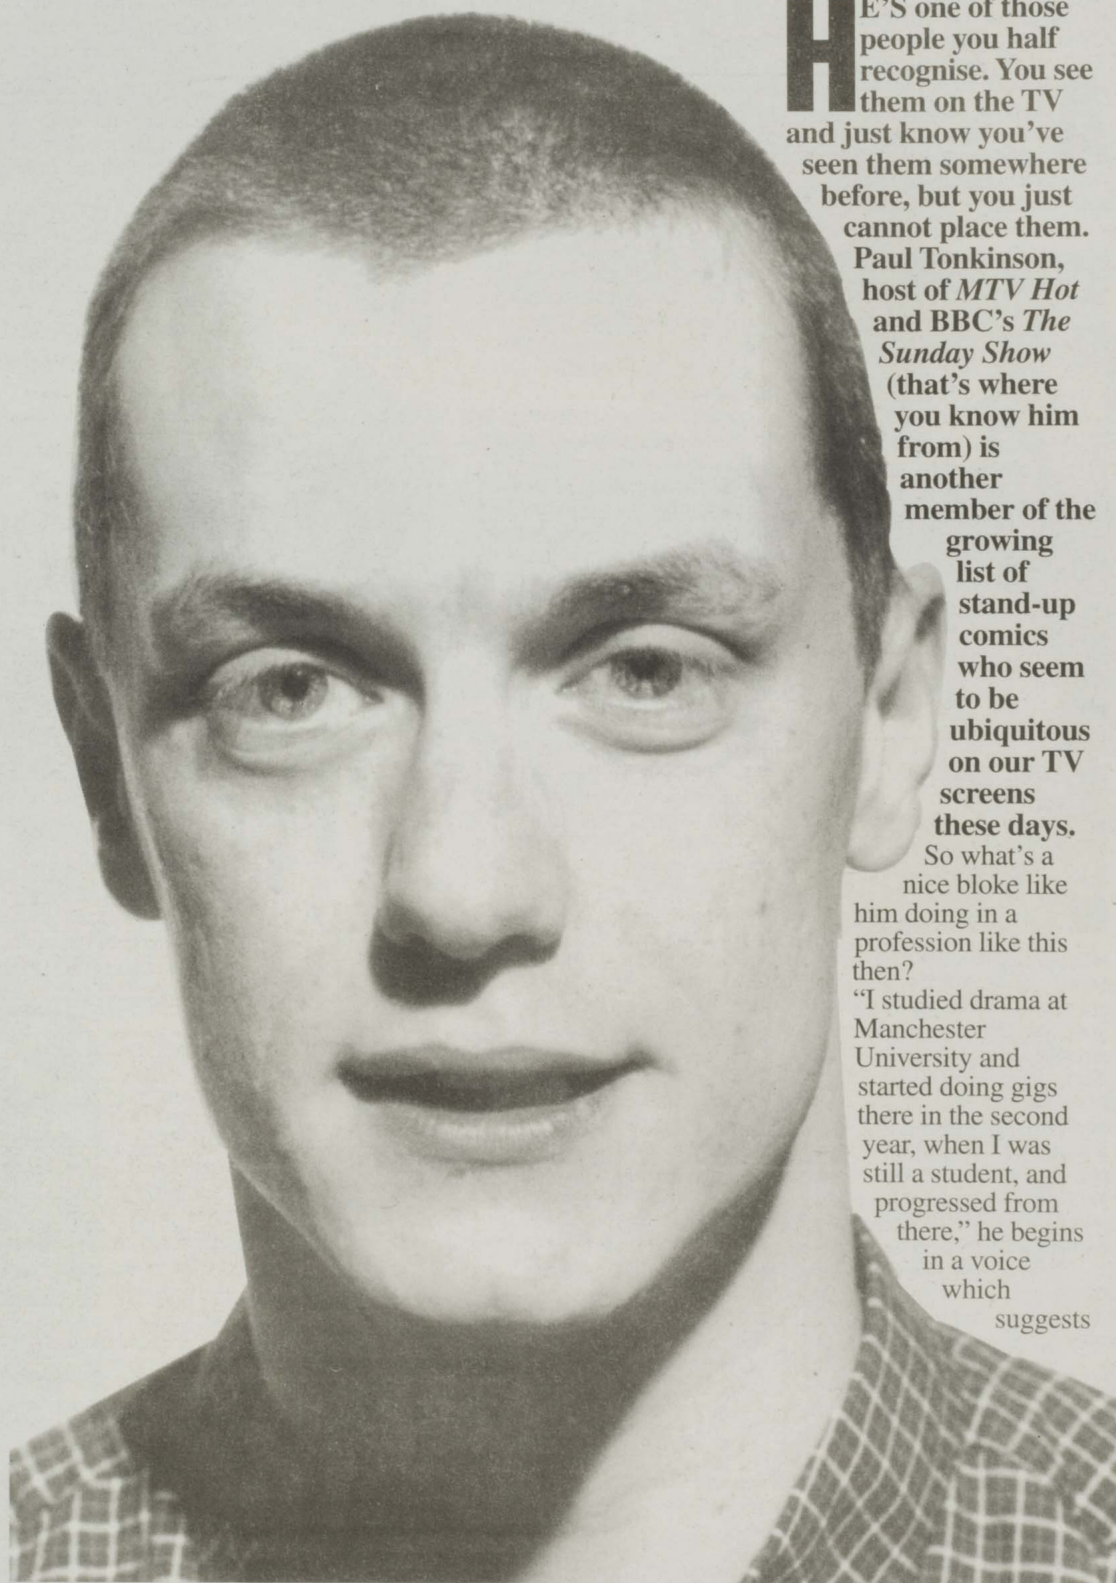 HE'S one of those
people you half
recognise. You see
them on the TV
and just know you've
seen them somewhere
before, but you just
cannot place them.
Paul Tonkinson,
host of MTV Hot
and BBC's The
Sunday Show
(that's where
you know him
from) is
another
member of the
growing
list of
stand-up
comics
who seem
to be
ubiquitous
on our TV
screens
these days.
So what's a
nice bloke like
him doing in a
profession like this
then?
“I studied drama at
Manchester
University and
started doing gigs
there in the second
year, when I was
still a student, and
progressed from
there,” he begins
in a voice
which
suggests